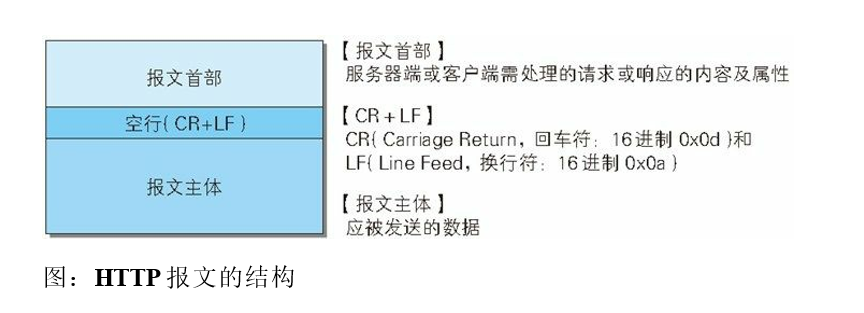 报文首部
空行(CR+LF)
报文主体
【报文首部】
服务器端或客户端需处理的请求或响应的内容及属性
【CR+LF】
CR(Carriage Return，回车符：16进制 0x0d)和
LF(Line Feed，换行符：16进制 0x0a)
【报文主体】
应被发送的数据
图：HTTP 报文的结构